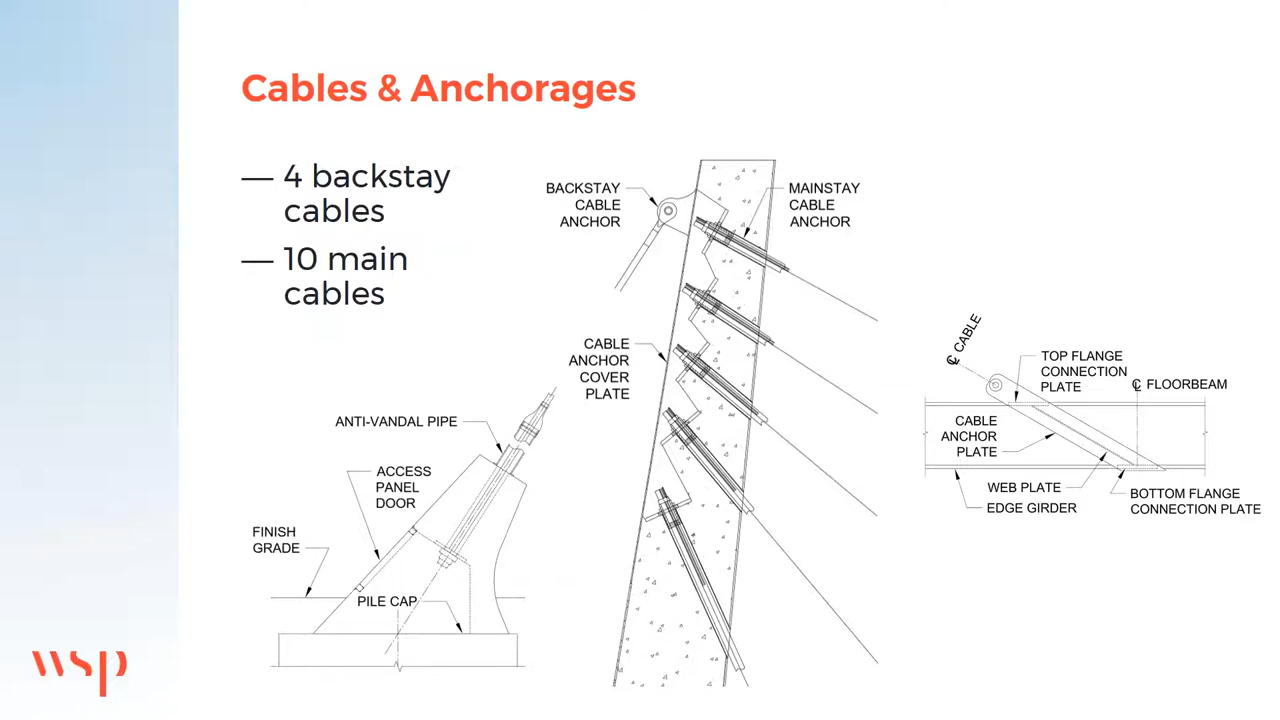 Cables & Anchorages
— 4 backstay
cables
— 10 main
cables
BACKSTAY
CABLE
ANCHOR
MAINSTAY
CABLE
ANCHOR
CABLE
ANCHOR
COVER
PLATE
ANTI-VANDAL PIPE
ACCESS
PANEL
DOOR
FINISH
GRADE
PILE CAP
℄ CABLE
TOP FLANGE
CONNECTION
PLATE
℄ FLOORBEAM
CABLE
ANCHOR
PLATE
WEB PLATE
EDGE GIRDER
BOTTOM FLANGE
CONNECTION PLATE
wsp